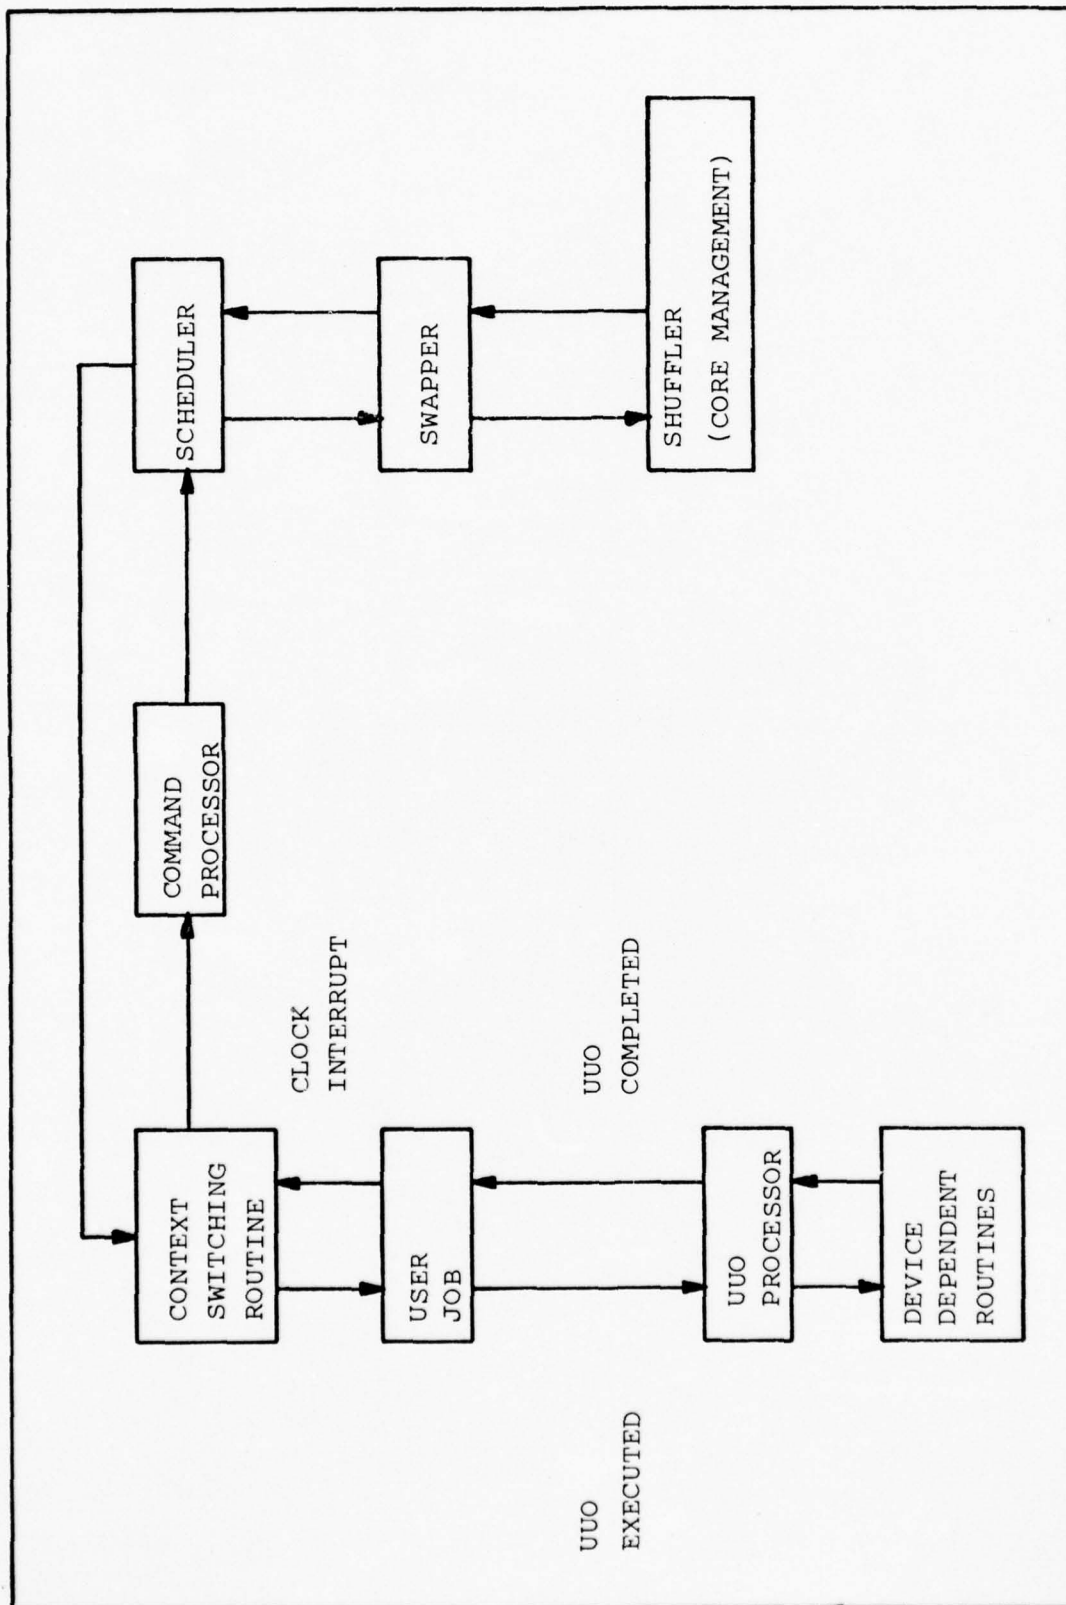 CONTEXT
SWITCHING
ROUTINE
COMMAND
PROCESSOR
SCHEDULER
CLOCK
INTERRUPT
USER
JOB
SWAPPER
UUO
EXECUTED
UUO
COMPLETED
UUO
PROCESSOR
SHUFFLER
(CORE MANAGEMENT)
DEVICE
DEPENDENT
ROUTINES